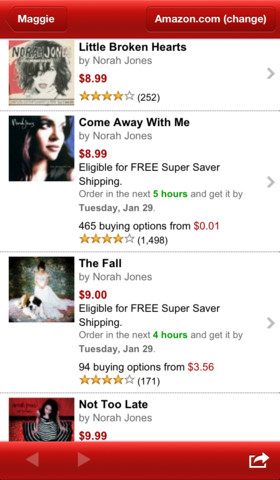 Maggie
Amazon.com (change)
NORAH JONES
Little Broken Hearts
by Norah Jones
$8.99
(252)
Come Away With Me
by Norah Jones
$8.99
Eligible for FREE Super Saver
Shipping.
Order in the next 5 hours and get it by
Tuesday, Jan 29.
465 buying options from $0.01
(1,498)
The Fall
by Norah Jones
$9.00
Eligible for FREE Super Saver
Shipping.
Order in the next 4 hours and get it by
Tuesday, Jan 29.
94 buying options from $3.56
(171)
Not Too Late
by Norah Jones
$9.99